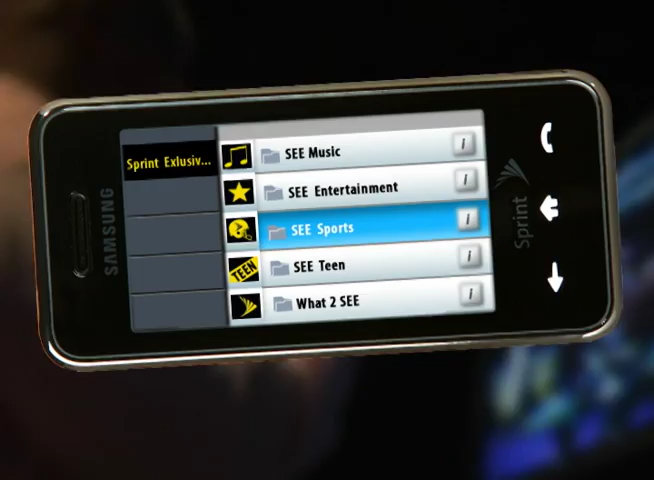 SAMSUNG
Sprint Exlusiv...
SEE Music
i
SEE Entertainment
i
SEE Sports
i
TEEN
SEE Teen
i
What 2 SEE
i
Sprint